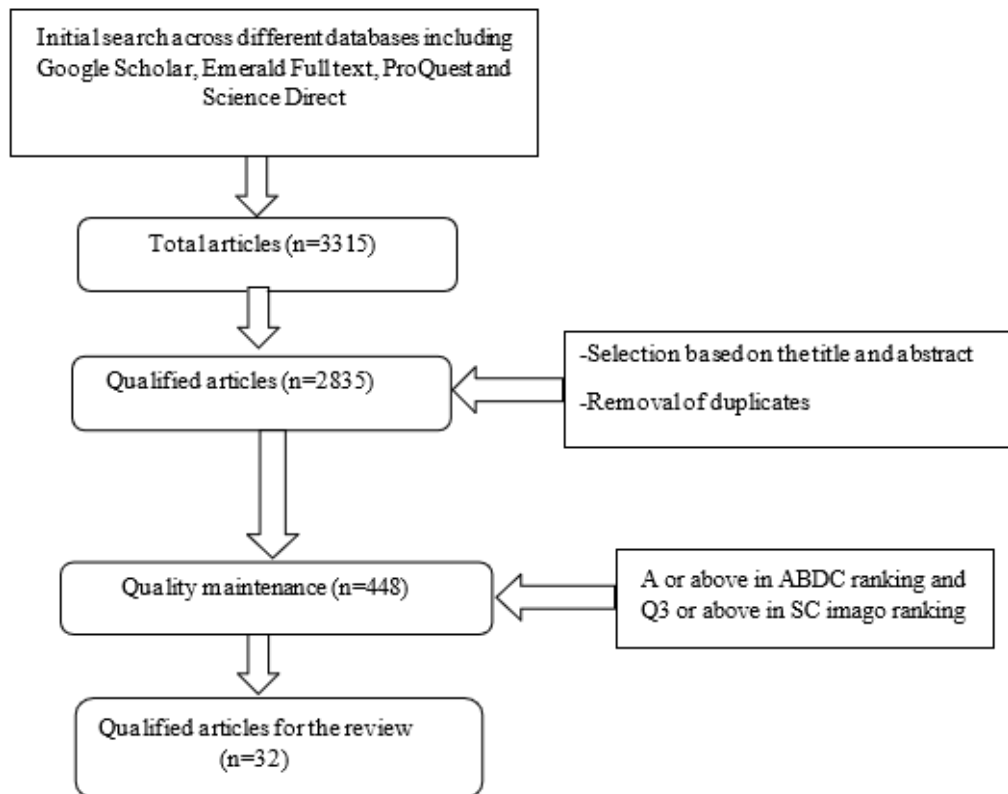 Initial search across different databases including
Google Scholar, Emerald Full text, ProQuest and
Science Direct
Total articles (n=3315)
Qualified articles (n=2835)
-Selection based on the title and abstract
-Removal of duplicates
Quality maintenance (n=448)
A or above in ABDC ranking and
Q3 or above in SC imago ranking
Qualified articles for the review
(n=32)